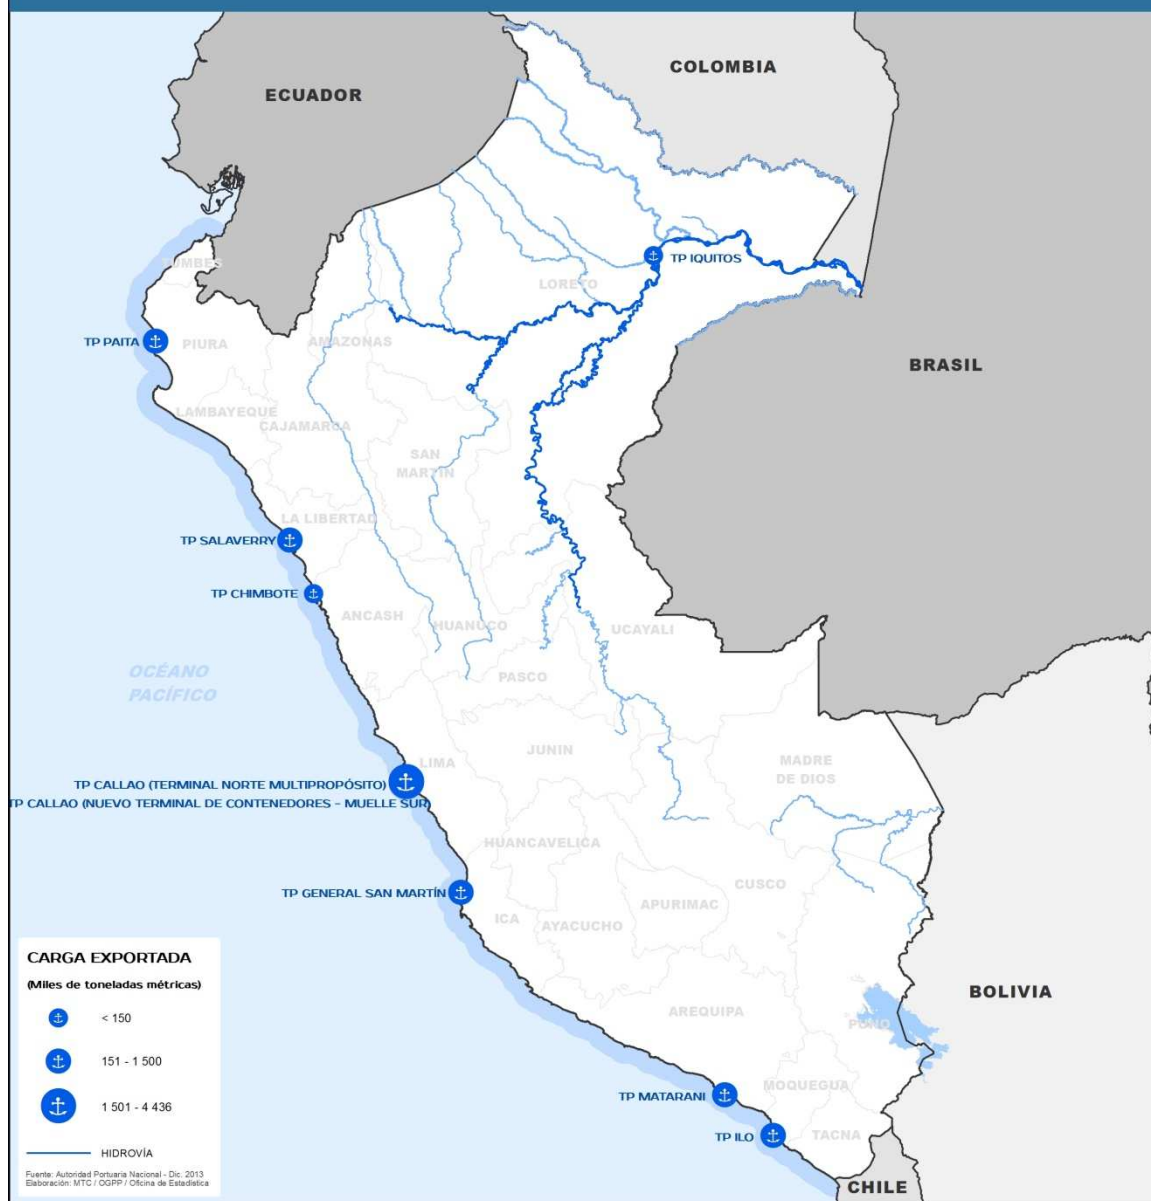 COLOMBIA
ECUADOR
TP IQUITOS
TUMBES
LORETO
TP PAITA
PIURA
AMAZONAS
BRASIL
LAMBAYEQUE
CAJAMARCA
SAN
MARTIN
LA LIBERTAD
TP SALAVERRY
TP CHIMBOTE
ANCASH
HUANUCO
UCAYALI
OCÉANO
PACÍFICO
PASCO
JUNIN
LIMA
MADRE
DE DIOS
TP CALLAO (TERMINAL NORTE MULTIPROPÓSITO)
TP CALLAO (NUEVO TERMINAL DE CONTENEDORES - MUELLE SUR)
HUANCAVELICA
CUSCO
TP GENERAL SAN MARTÍN
APURIMAC
ICA
AYACUCHO
CARGA EXPORTADA
(Miles de toneladas métricas)
< 150
151 - 1 500
1 501 - 4 436
HIDROVÍA
Fuente: Autoridad Portuaria Nacional - Dic. 2013
Elaboración: MTC / OGPP / Oficina de Estadística
BOLIVIA
AREQUIPA
PUNO
MOQUEGUA
TP MATARANI
TP ILO
TACNA
CHILE